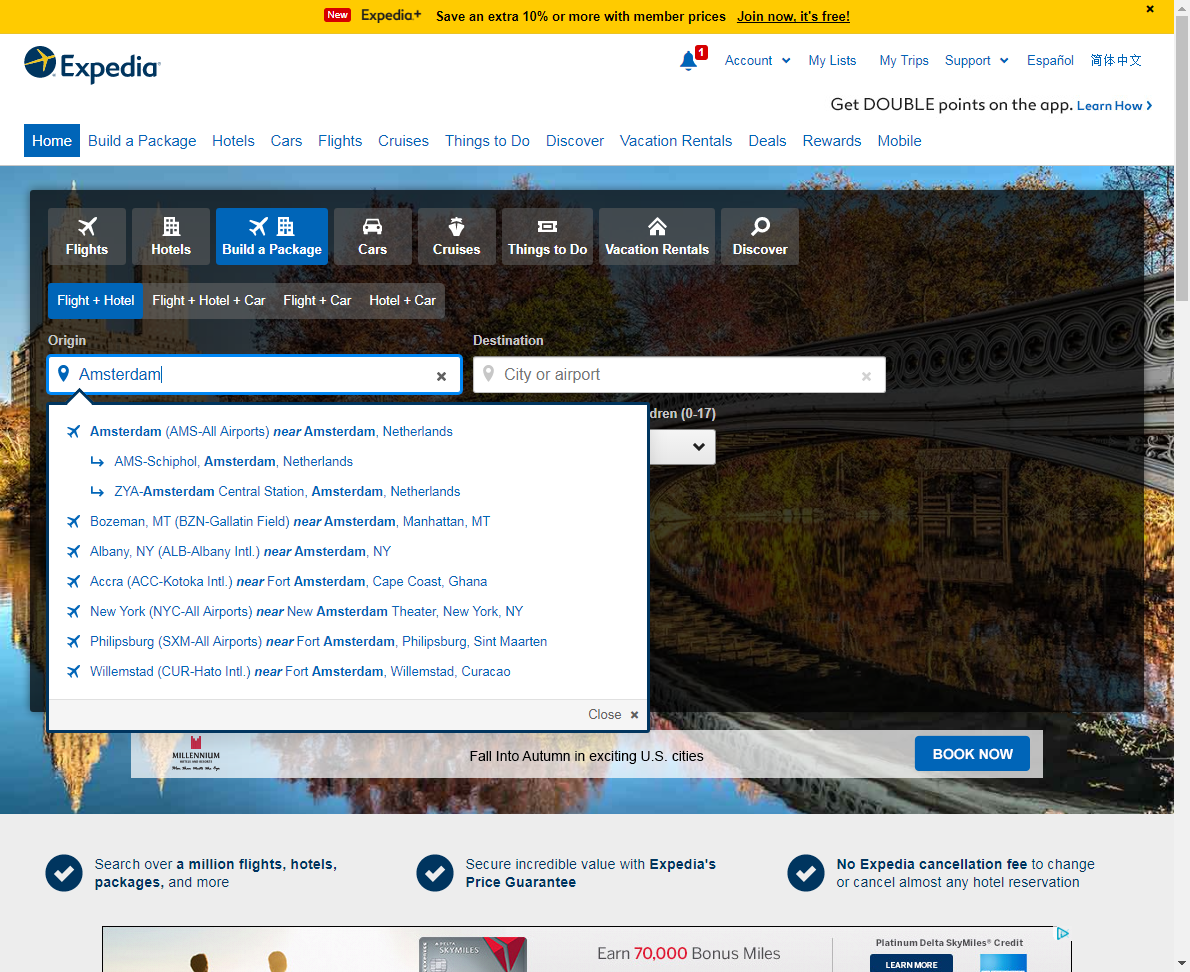 New Expedia+ Save an extra 10% or more with member prices Join now, it's free!
Expedia
1 Account My Lists My Trips Support Español 简体中文
Get DOUBLE points on the app. Learn How
Home Build a Package Hotels Cars Flights Cruises Things to Do Discover Vacation Rentals Deals Rewards Mobile
Flights Hotels Build a Package Cars Cruises Things to Do Vacation Rentals Discover
Flight + Hotel Flight + Hotel + Car Flight + Car Hotel + Car
Origin Destination
Amsterdam City or airport
dren (0-17)
Amsterdam (AMS-All Airports) near Amsterdam, Netherlands
AMS-Schiphol, Amsterdam, Netherlands
ZYA-Amsterdam Central Station, Amsterdam, Netherlands
Bozeman, MT (BZN-Gallatin Field) near Amsterdam, Manhattan, MT
Albany, NY (ALB-Albany Intl.) near Amsterdam, NY
Accra (ACC-Kotoka Intl.) near Fort Amsterdam, Cape Coast, Ghana
New York (NYC-All Airports) near New Amsterdam Theater, New York, NY
Philipsburg (SXM-All Airports) near Fort Amsterdam, Philipsburg, Sint Maarten
Willemstad (CUR-Hato Intl.) near Fort Amsterdam, Willemstad, Curacao
Close
MILLENNIUM
Fall Into Autumn in exciting U.S. cities BOOK NOW
Search over a million flights, hotels,
packages, and more
Secure incredible value with Expedia's
Price Guarantee
No Expedia cancellation fee to change
or cancel almost any hotel reservation
SKYMILES
Earn 70,000 Bonus Miles
Platinum Delta SkyMiles® Credit
LEARN MORE